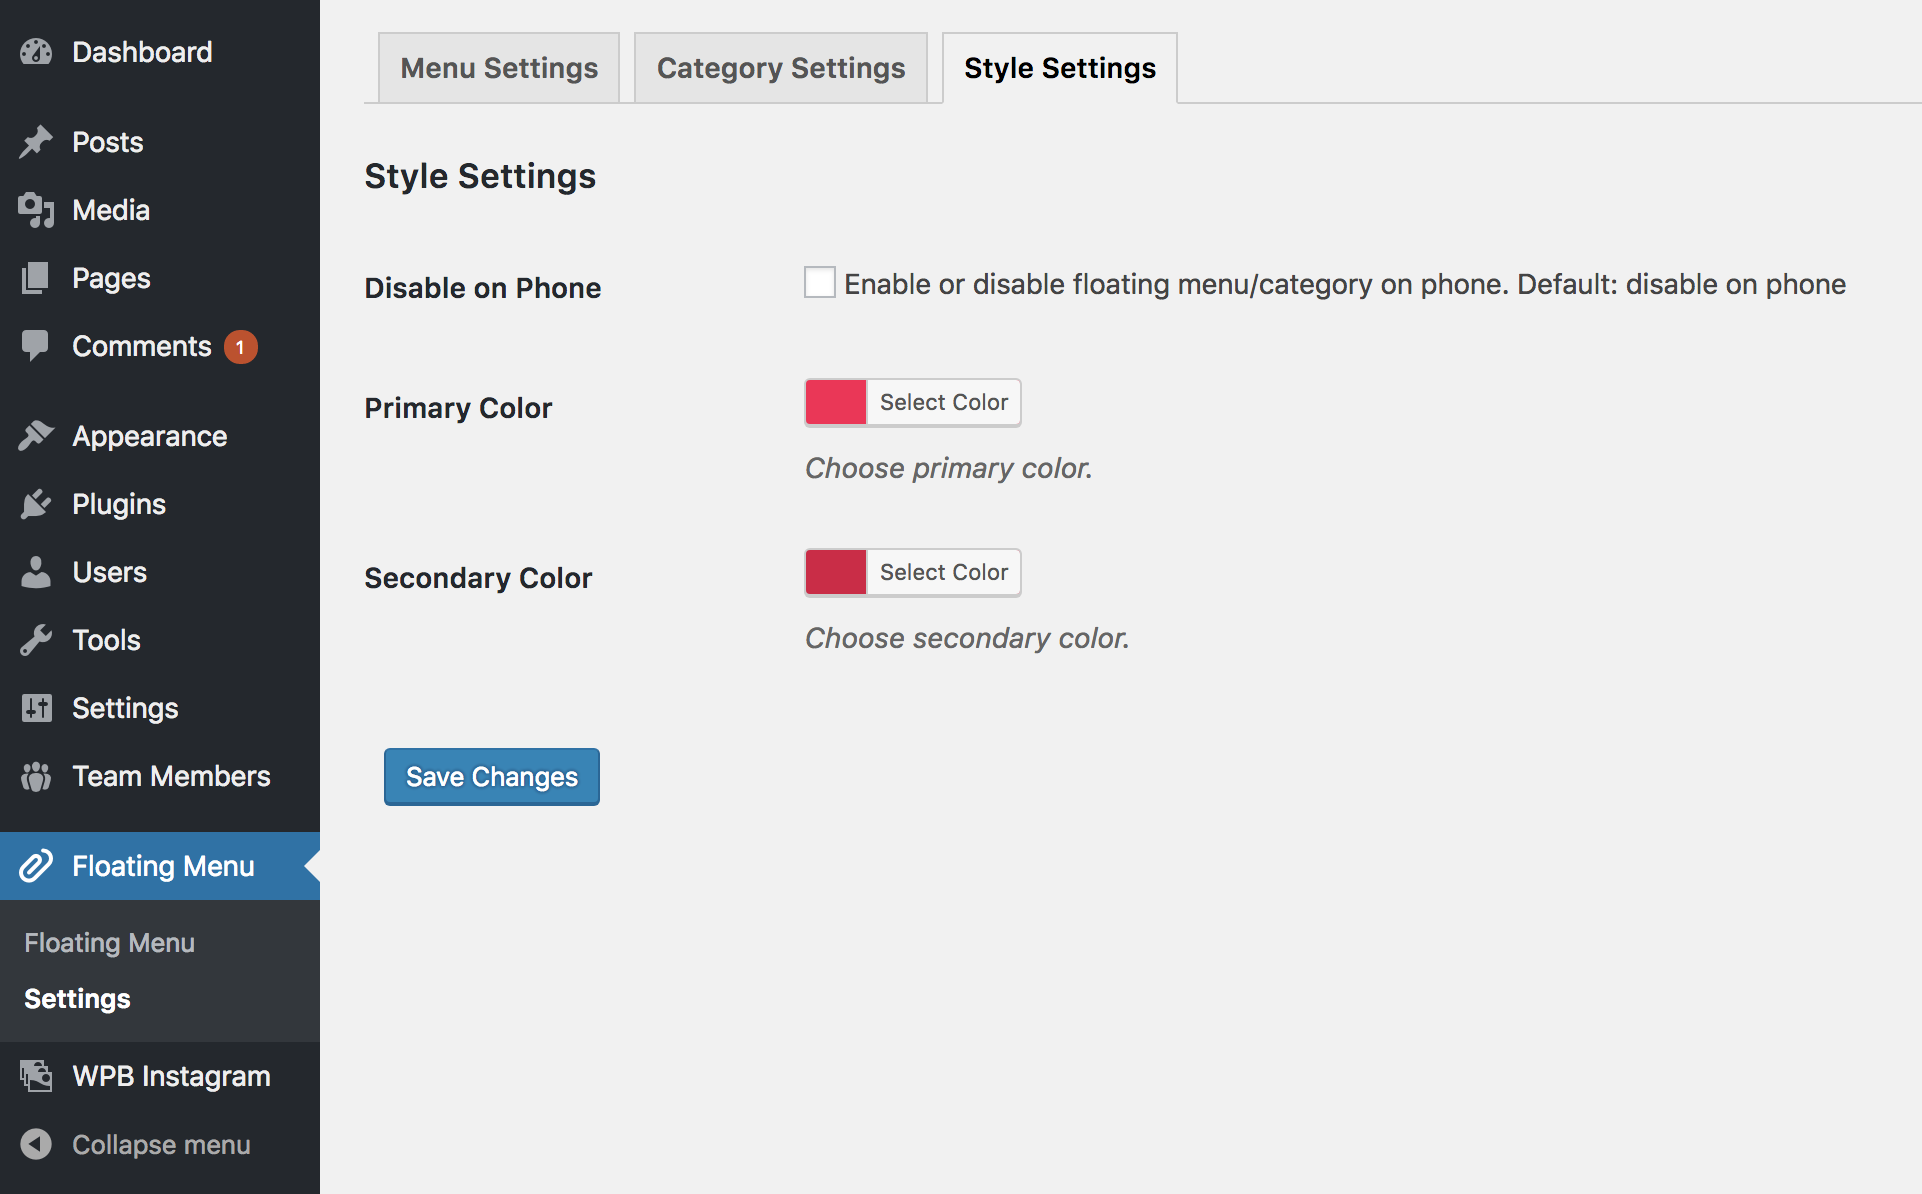 Dashboard
Posts
Media
Pages
Comments 1
Appearance
Plugins
Users
Tools
Settings
Team Members
Floating Menu
Floating Menu
Settings
WPB Instagram
Collapse menu
Menu Settings
Category Settings
Style Settings
Style Settings
Disable on Phone
Enable or disable floating menu/category on phone. Default: disable on phone
Primary Color
Select Color
Choose primary color.
Secondary Color
Select Color
Choose secondary color.
Save Changes